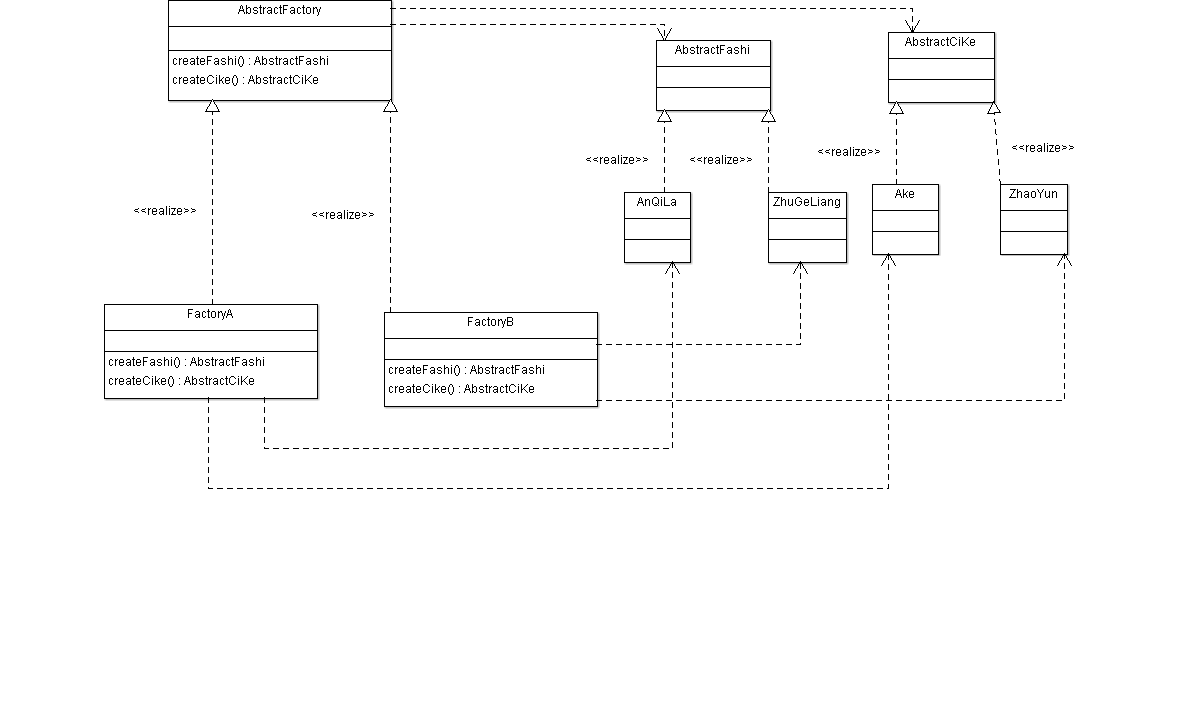 AbstractFactory
createFashi() : AbstractFashi
createCike() : AbstractCiKe
AbstractFashi
AbstractCiKe
<<realize>>
<<realize>>
<<realize>>
<<realize>>
<<realize>>
<<realize>>
AnQiLa
ZhuGeLiang
Ake
ZhaoYun
FactoryA
createFashi() : AbstractFashi
createCike() : AbstractCiKe
FactoryB
createFashi() : AbstractFashi
createCike() : AbstractCiKe